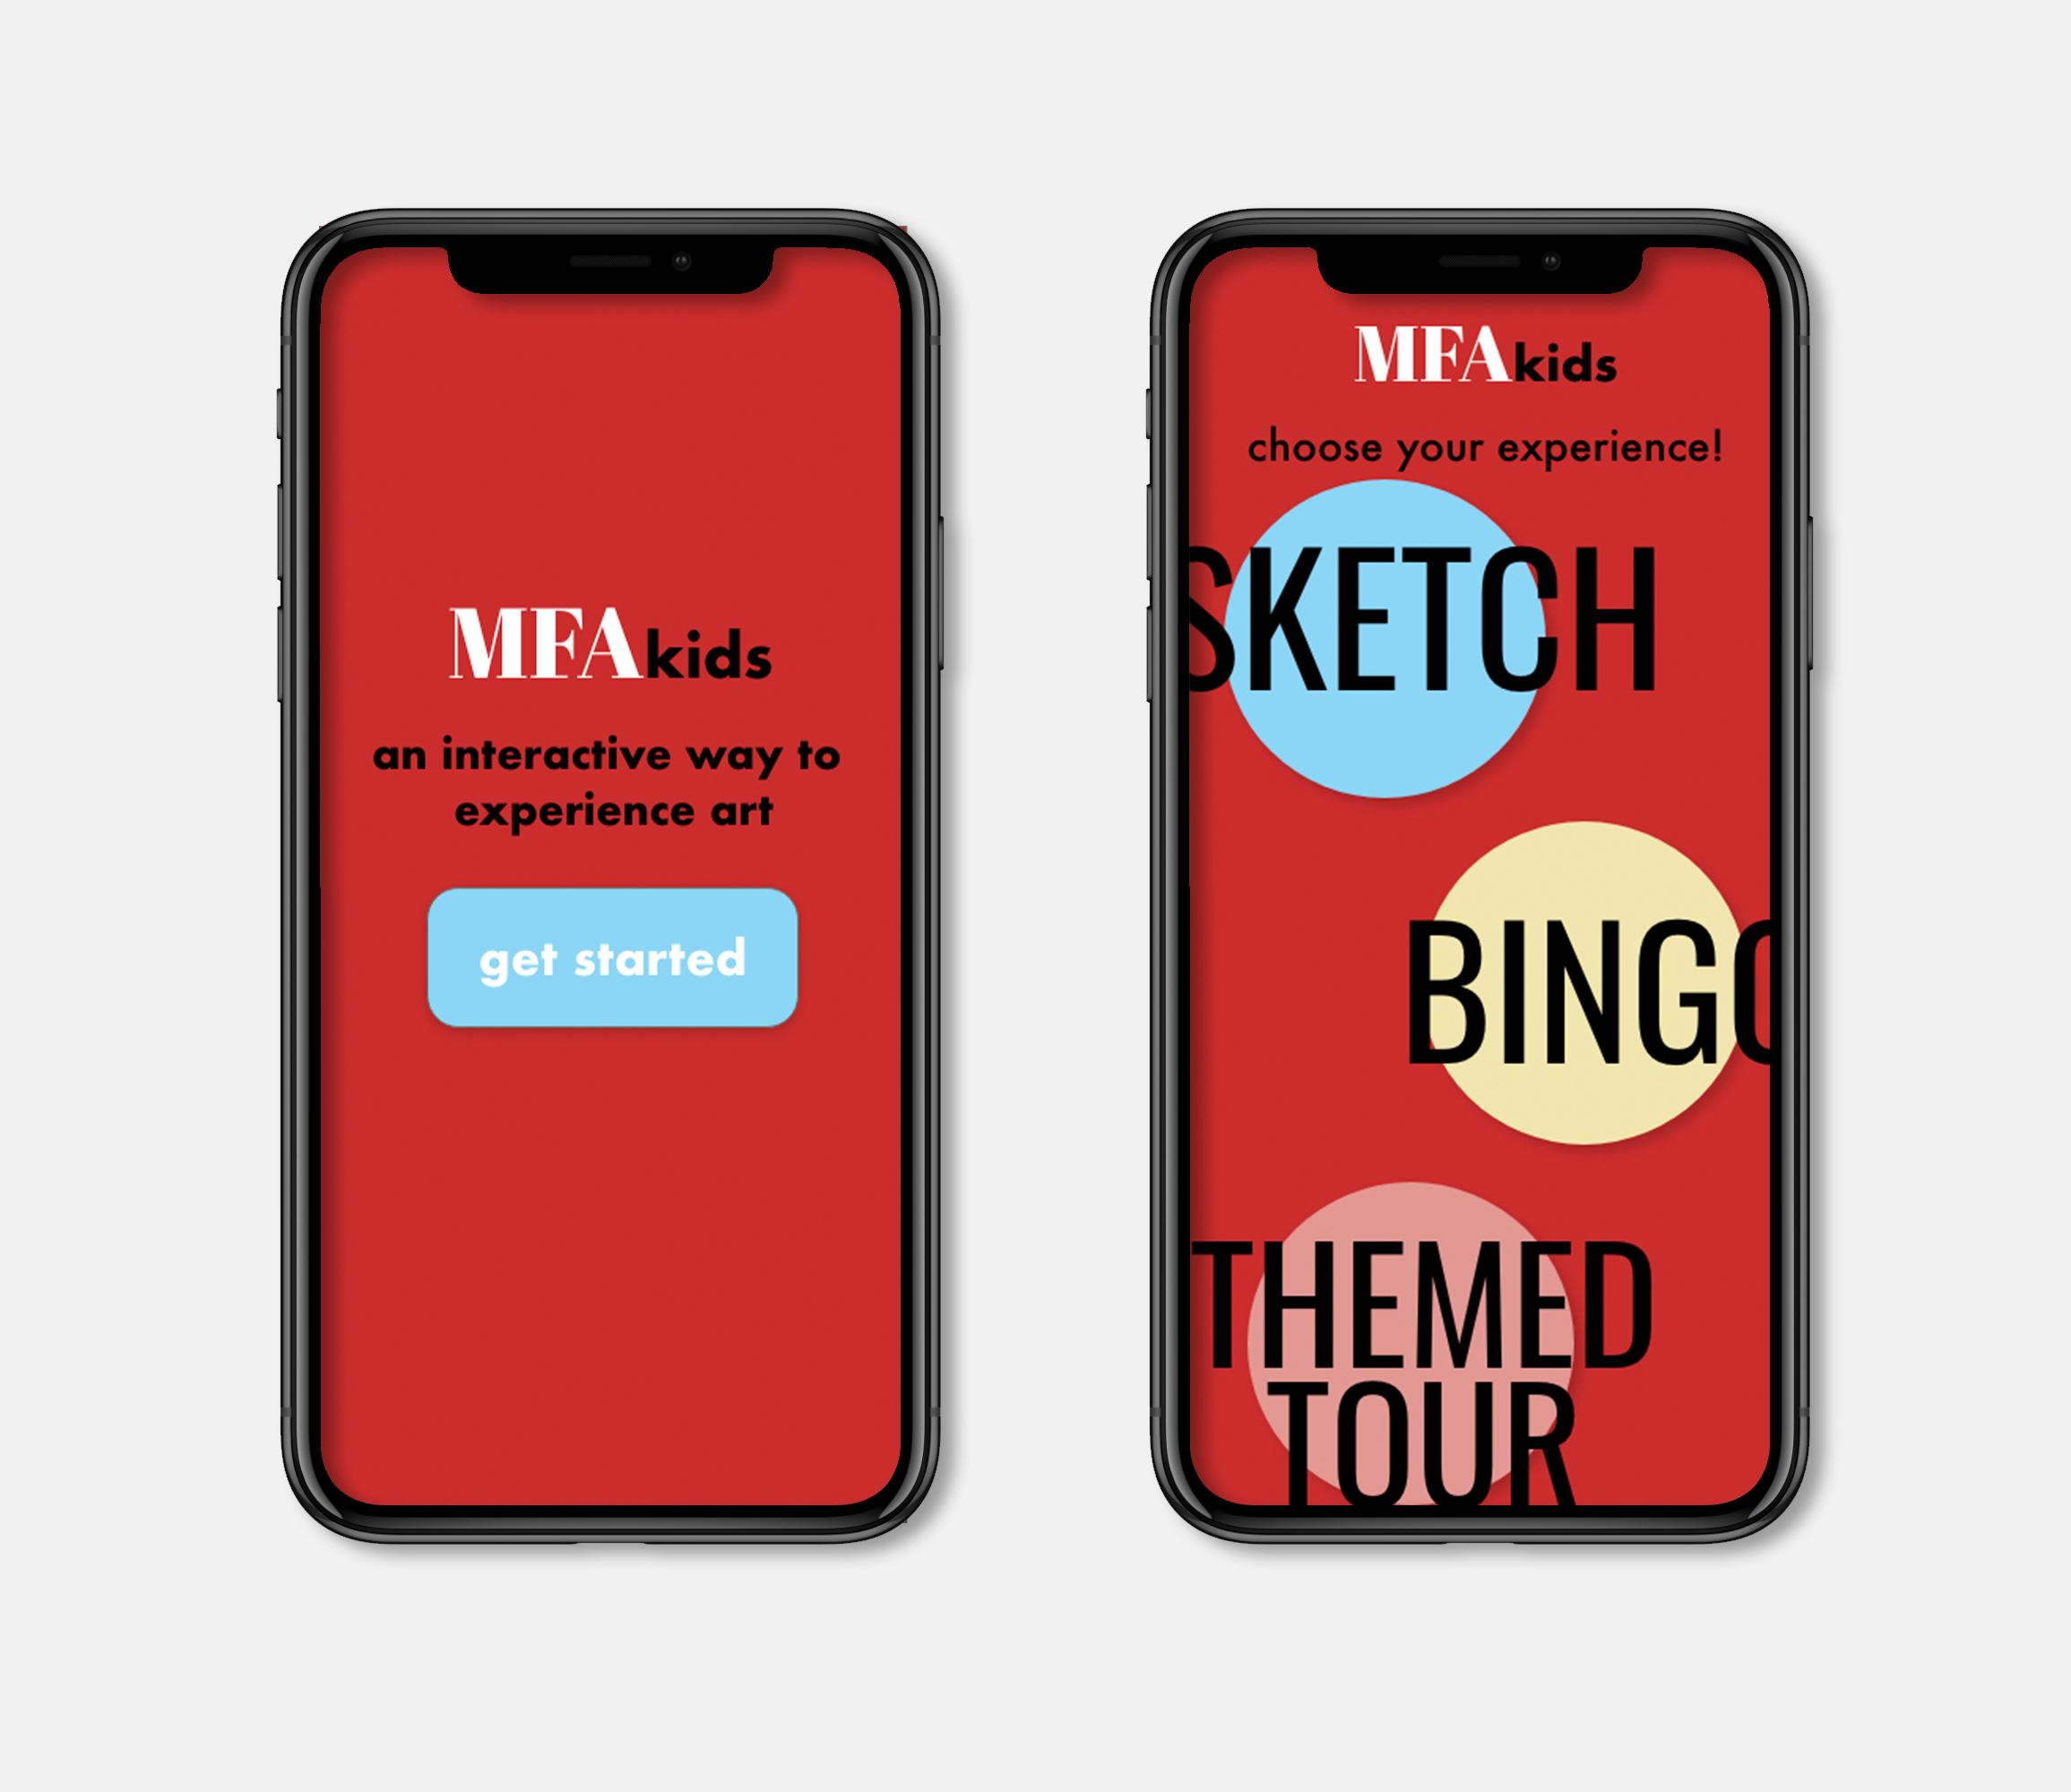 MFAkids
an interactive way to
experience art
get started
MFAkids
choose your experience!
SKETCH
BINGO
THEMED
TOUR